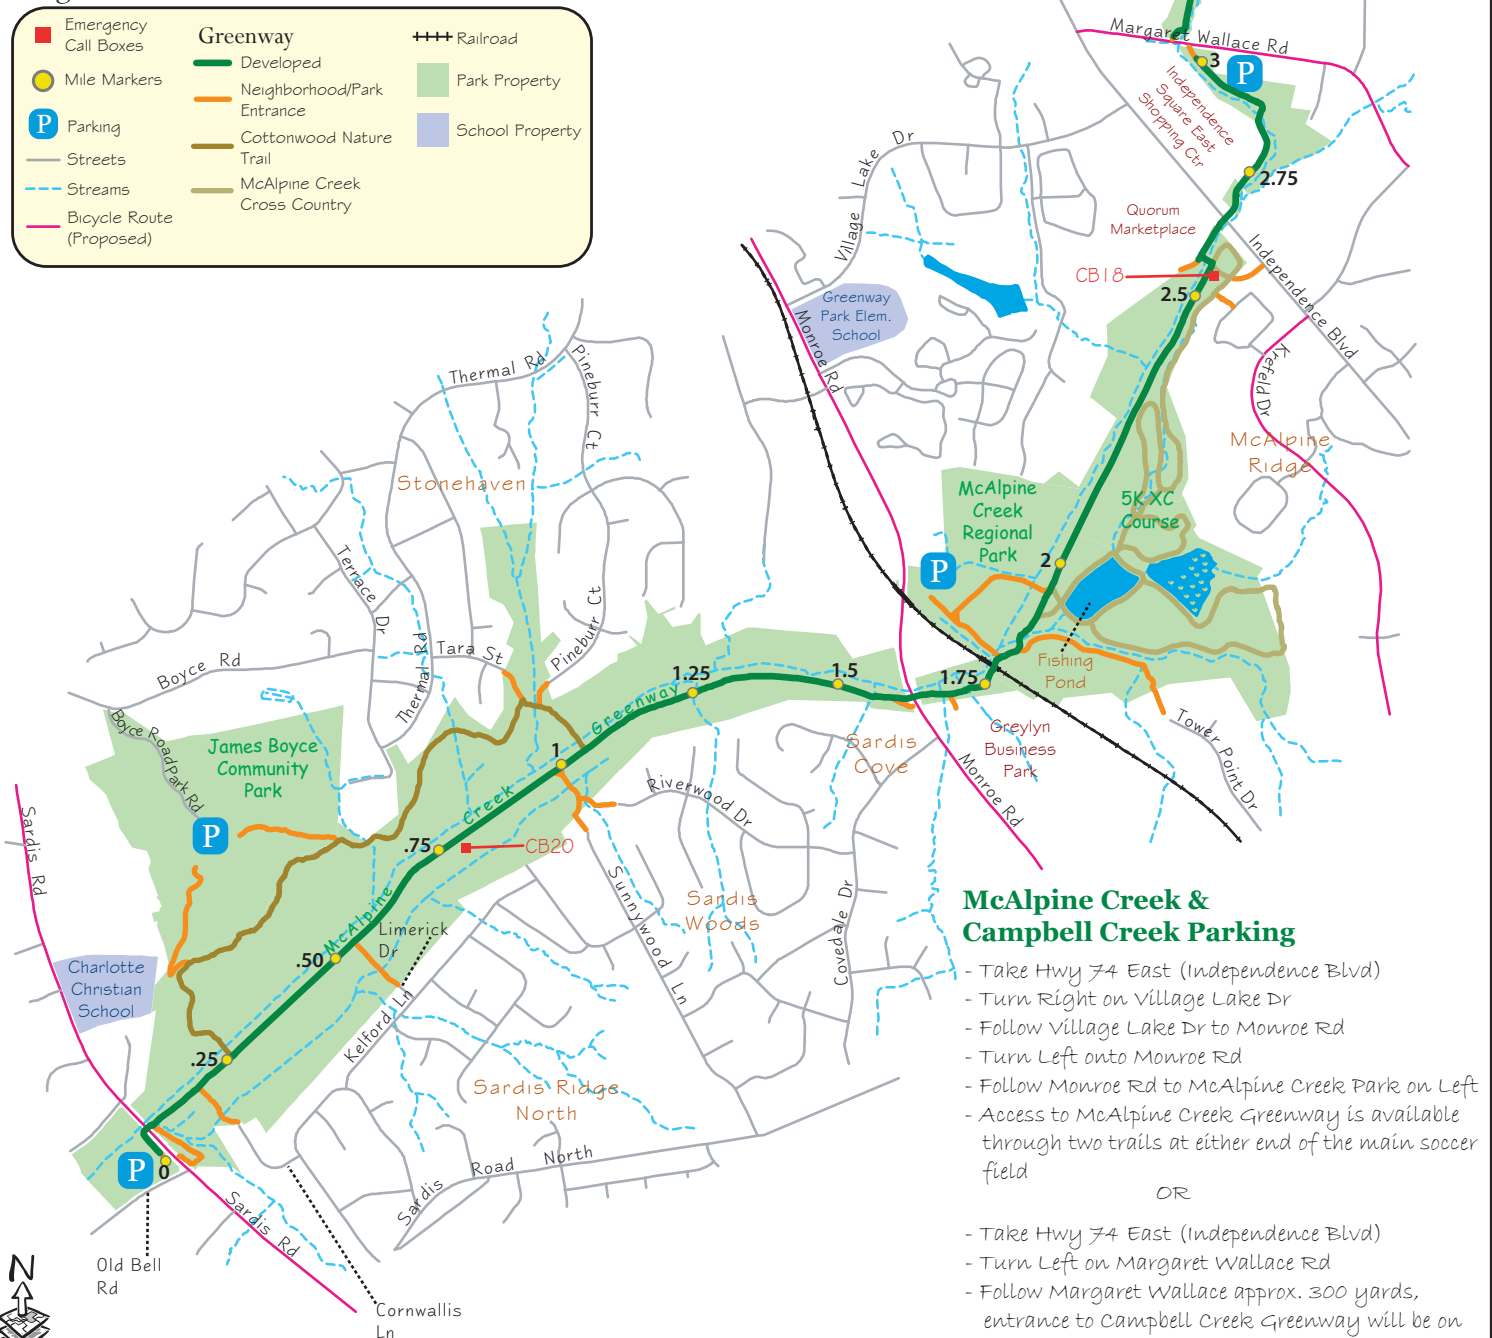 Emergency
Call Boxes
Mile Markers
P
Parking
Streets
Streams
Bicycle Route
(Proposed)
Greenway
Developed
Neighborhood/Park
Entrance
Cottonwood Nature
Trail
McAlpine Creek
Cross Country
Railroad
Park Property
School Property
Margaret Wallace Rd
3
P
Independence
Square East
Shopping Ctr
2.75
Village Lake Dr
Quorum
Marketplace
CB18
2.5
Independence Blvd
Greenway
Park Elem.
School
Monroe Rd
Krefeld Dr
McAlpine
Ridge
Thermal Rd
Pineburr Ct
Stonehaven
McAlpine
Creek
Regional
Park
5K XC
Course
2
P
Terrace Dr
Thermal Rd
Tara St
Pineburr Ct
Boyce Rd
Fishing
Pond
1.25
1.5
1.75
Greenway
Boyce Road Park Rd
James Boyce
Community
Park
1
Sardis
Cove
Greylyn
Business
Park
Monroe Rd
Tower Point Dr
Riverwood Dr
Creek
Sardis Rd
P
.75
CB20
Sunnywood Ln
Sardis
Woods
Covedale Dr
McAlpine
Limerick
Dr
.50
Charlotte
Christian
School
Kelford Ln
.25
Sardis Ridge
North
P
0
Sardis Road North
Sardis Rd
Old Bell
Rd
Cornwallis
Ln
N
McAlpine Creek &
Campbell Creek Parking
- Take Hwy 74 East (Independence Blvd)
- Turn Right on Village Lake Dr
- Follow Village Lake Dr to Monroe Rd
- Turn Left onto Monroe Rd
- Follow Monroe Rd to McAlpine Creek Park on Left
- Access to McAlpine Creek Greenway is available
through two trails at either end of the main soccer
field
OR
- Take Hwy 74 East (Independence Blvd)
- Turn Left on Margaret Wallace Rd
- Follow Margaret Wallace approx. 300 yards,
entrance to Campbell Creek Greenway will be on